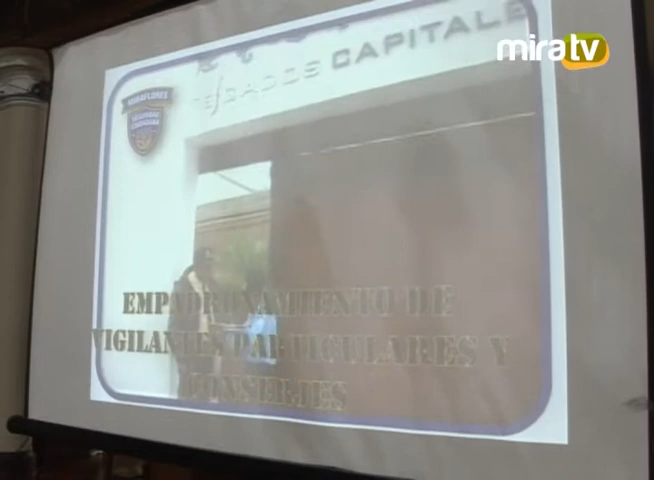 miratv
CAPITALE
MIRAFLORES
EMPADRONAMIENTO DE
VIGILANTES PARTICULARES Y
CONSERJES